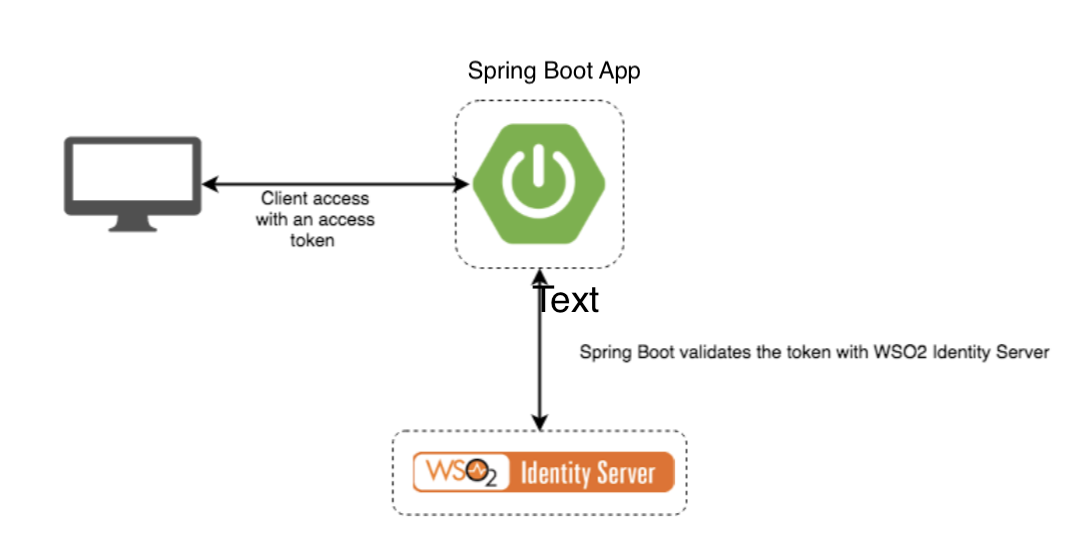 Spring Boot App
Client access
with an access
token
Text
Spring Boot validates the token with WSO2 Identity Server
WSO2 Identity Server